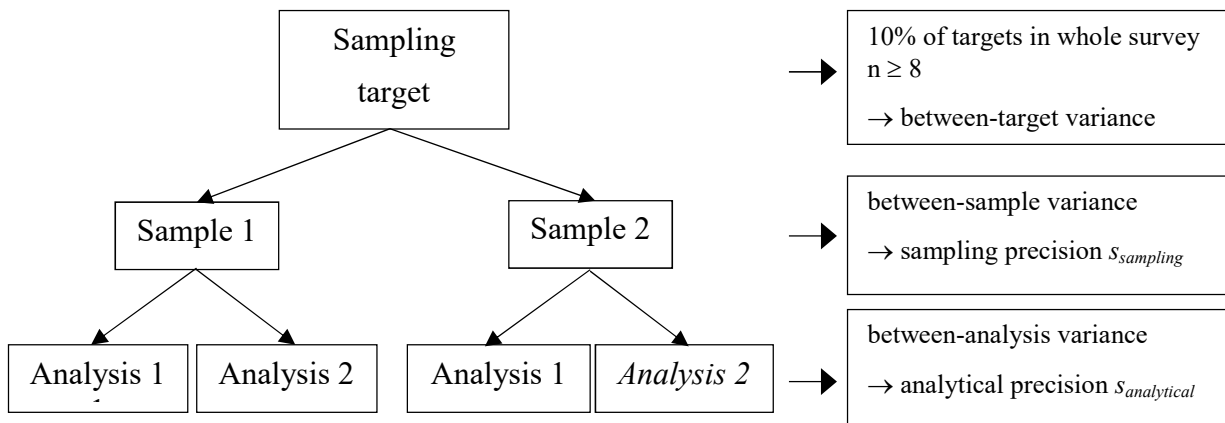 Sampling
target
10% of targets in whole survey
n ≥ 8
→ between-target variance
Sample 1
Sample 2
between-sample variance
→ sampling precision s_sampling
Analysis 1
Analysis 2
Analysis 1
Analysis 2
between-analysis variance
→ analytical precision s_analytical